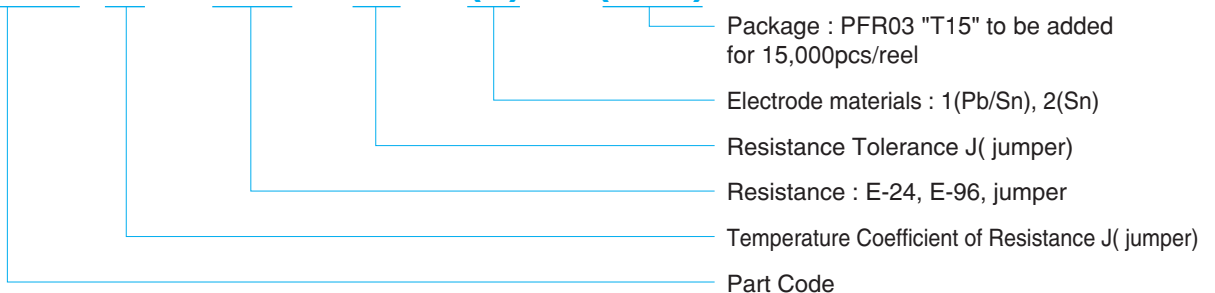 Package : PFR03 "T15" to be added
for 15,000pcs/reel
Electrode materials : 1(Pb/Sn), 2(Sn)
Resistance Tolerance J( jumper)
Resistance : E-24, E-96, jumper
Temperature Coefficient of Resistance J( jumper)
Part Code